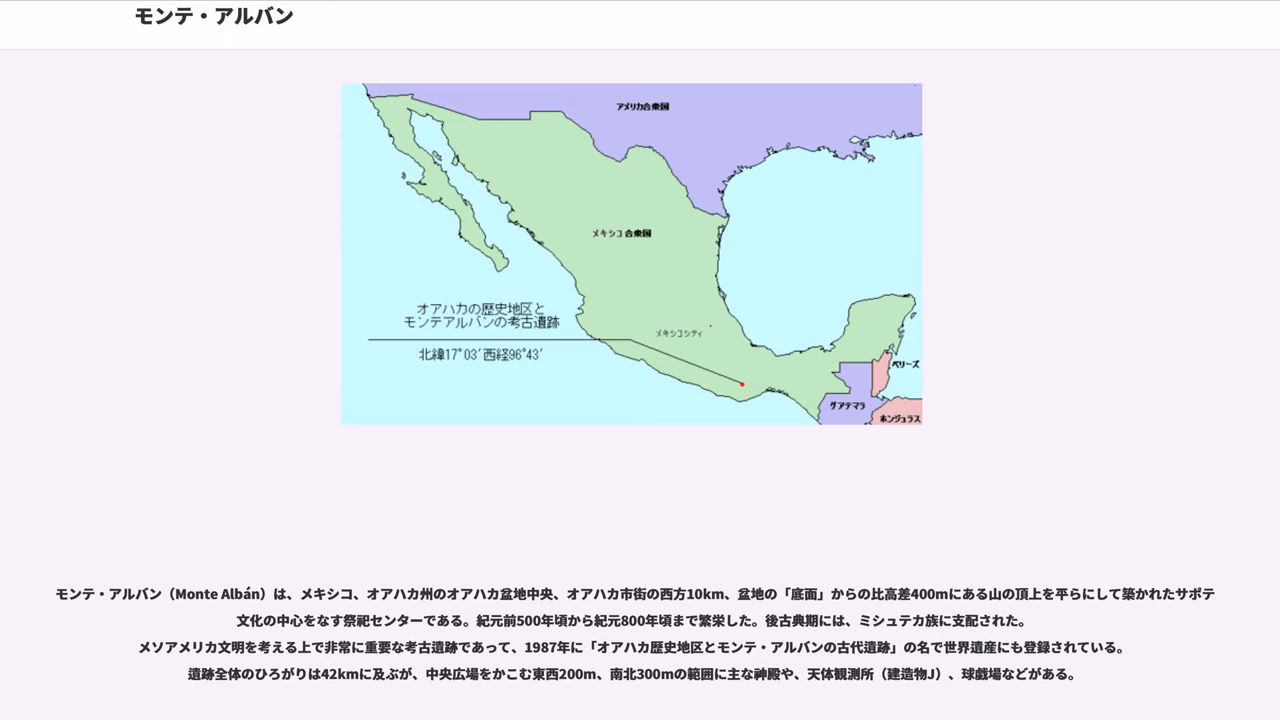 モンテ・アルバン
アメリカ合衆国
メキシコ合衆国
オアハカの歴史地区と
モンテアルバンの考古遺跡
メキシコシティ
北緯17°03′西経96°43′
ベリーズ
グアテマラ
ホンジュラス
モンテ・アルバン（Monte Albán）は、メキシコ、オアハカ州のオアハカ盆地中央、オアハカ市街の西方10km、盆地の「底面」からの比高差400mにある山の頂上を平らにして築かれたサポテ
文化の中心をなす祭祀センターである。紀元前500年頃から紀元800年頃まで繁栄した。後古典期には、ミシュテカ族に支配された。
メソアメリカ文明を考える上で非常に重要な考古遺跡であって、1987年に「オアハカ歴史地区とモンテ・アルバンの古代遺跡」の名で世界遺産にも登録されている。
遺跡全体のひろがりは42kmに及ぶが、中央広場をかこむ東西200m、南北300mの範囲に主な神殿や、天体観測所（建造物J）、球戯場などがある。